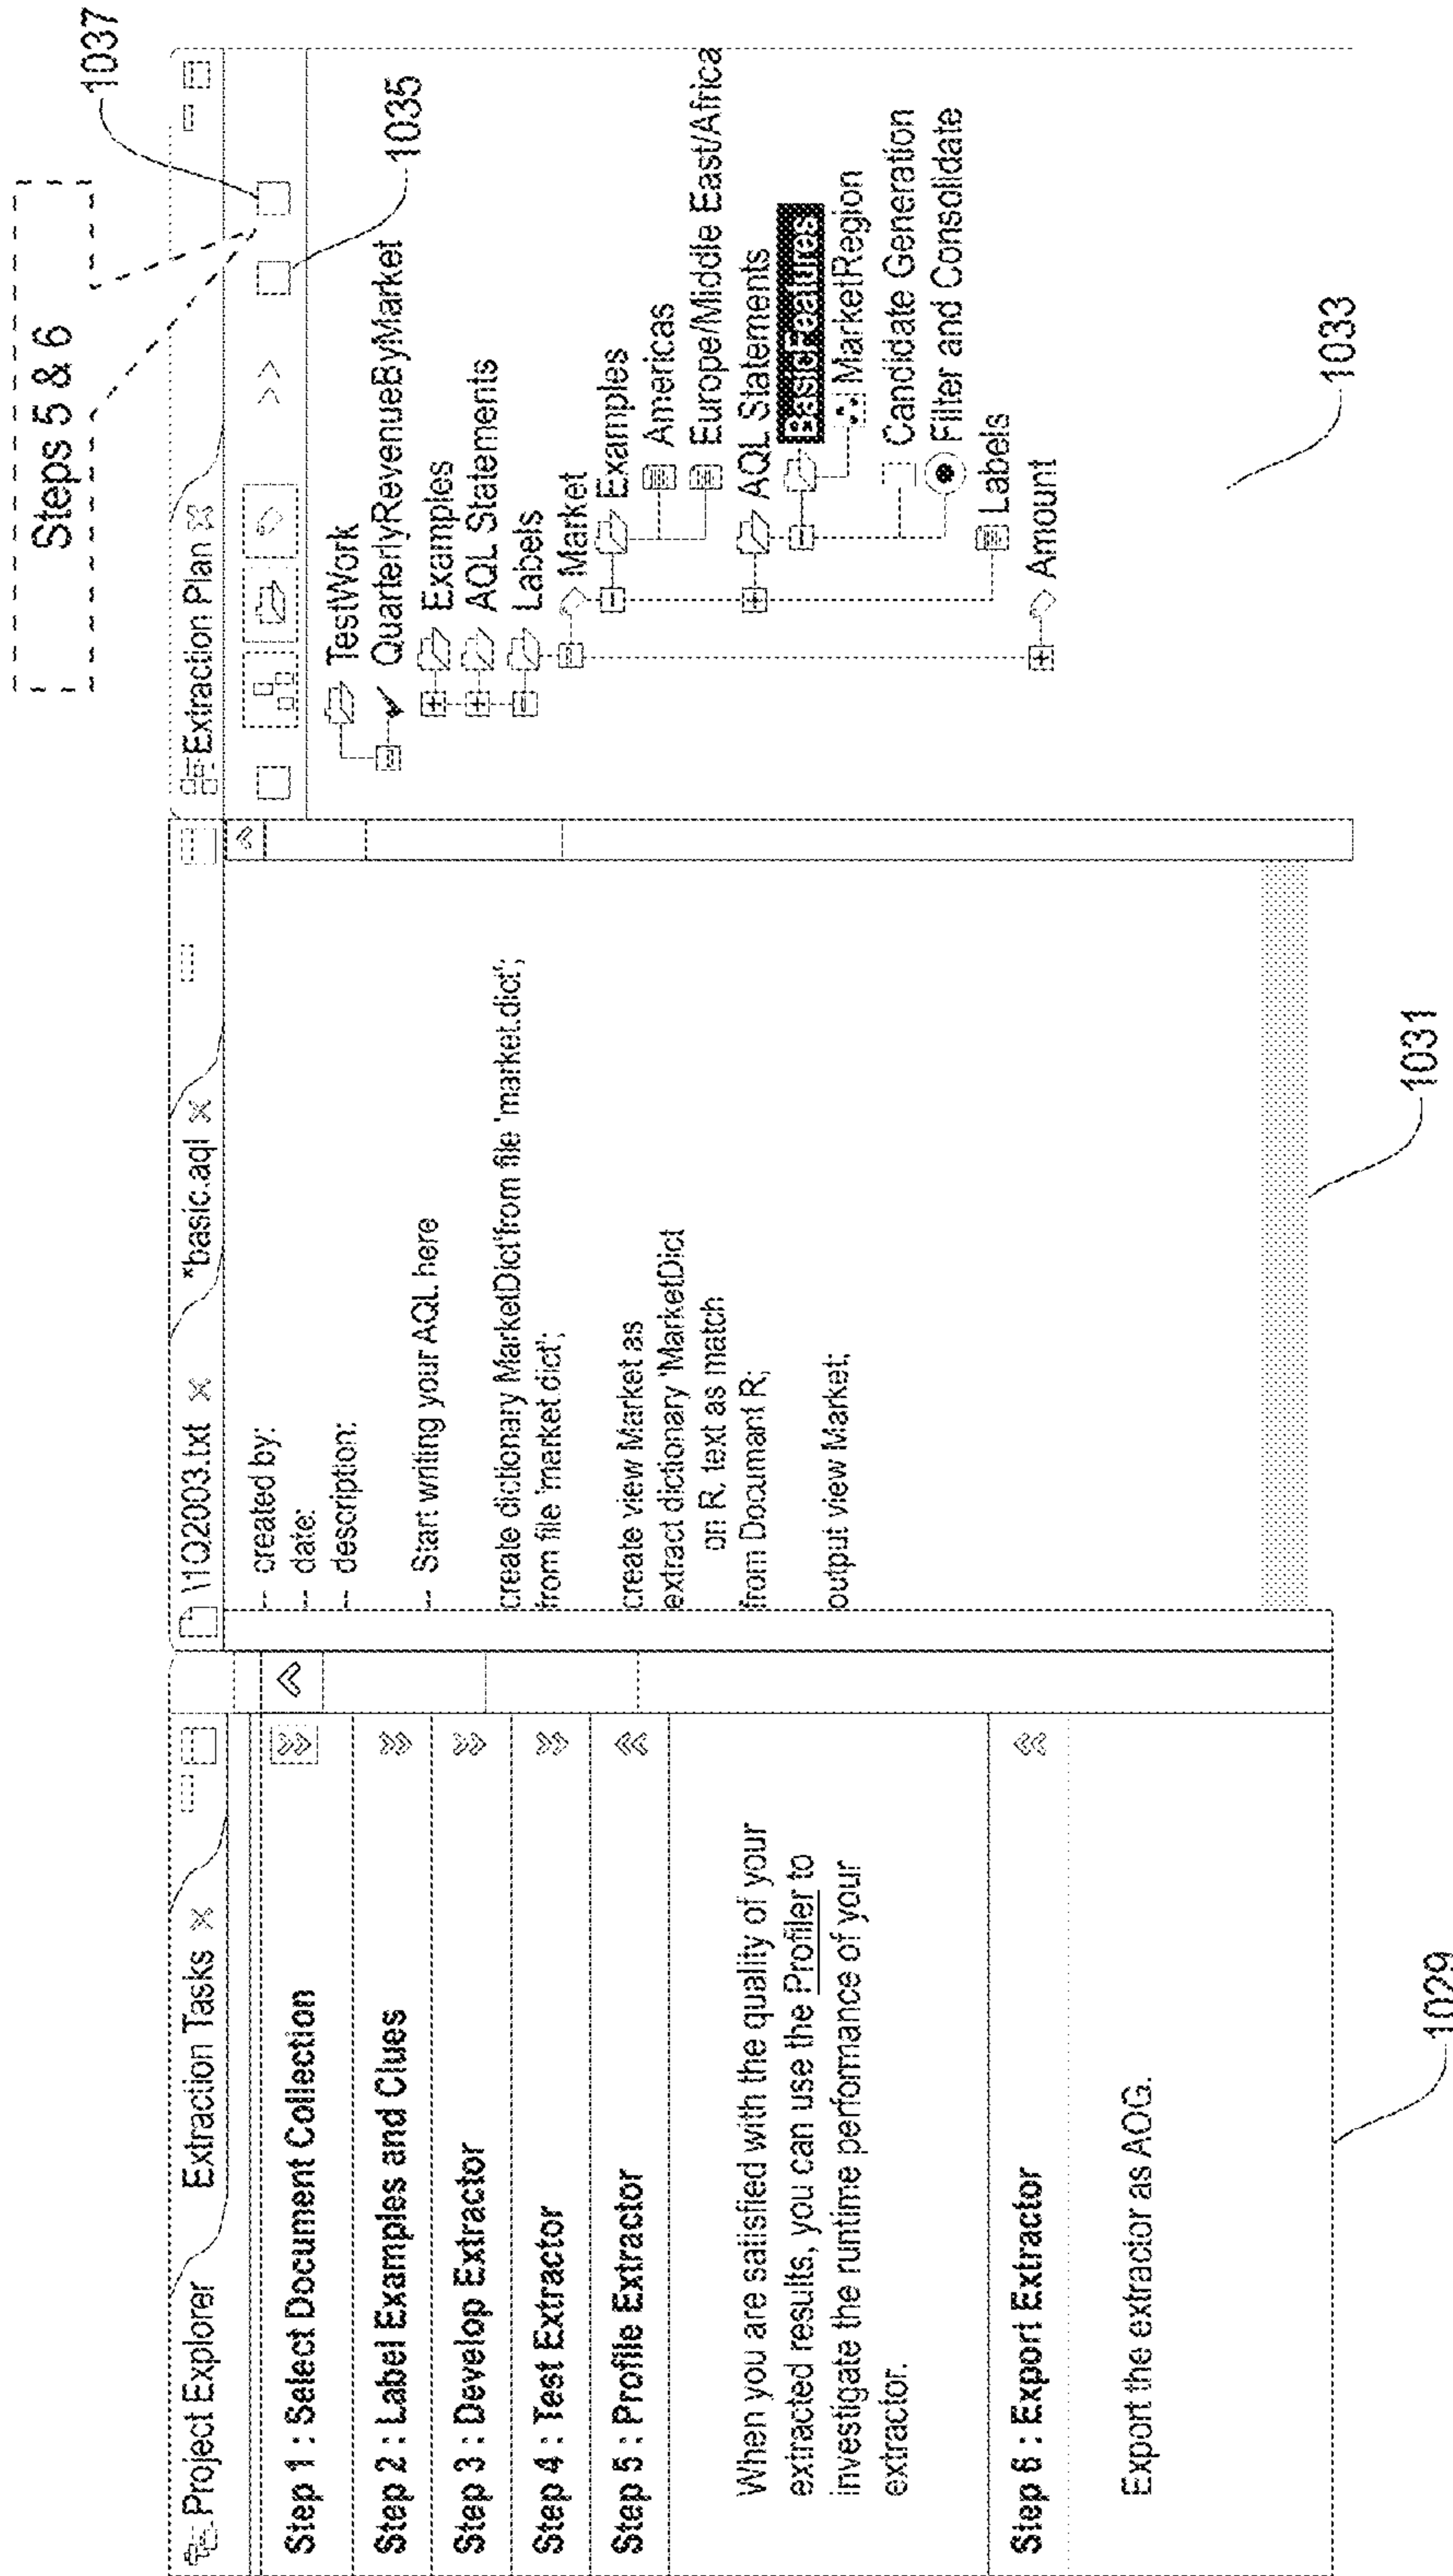 Steps 5 & 6
1037
1035
Project Explorer
Extraction Tasks
Step 1 : Select Document Collection
Step 2 : Label Examples and Clues
Step 3 : Develop Extractor
Step 4 : Test Extractor
Step 5 : Profile Extractor
When you are satisfied with the quality of your
extracted results, you can use the Profiler to
investigate the runtime performance of your
extractor.
Step 6 : Export Extractor
Export the extractor as AOG.
1029
\1Q2003.txt
*basic.aql
-- created by:
-- date:
-- description:
-- Start writing your AQL here
create dictionary MarketDict'from file 'market.dict';
from file 'market.dict';
create view Market as
extract dictionary 'MarketDict
on R. text as match
from Documant R;
output view Market;
1031
Extraction Plan
>>
TestWork
QuarterlyRevenueByMarket
Examples
AQL Statements
Labels
Market
Examples
Americas
Europe/Middle East/Africa
AQL Statements
BasicFeatures
MarketRegion
Candidate Generation
Filter and Consolidate
Labels
Amount
1033